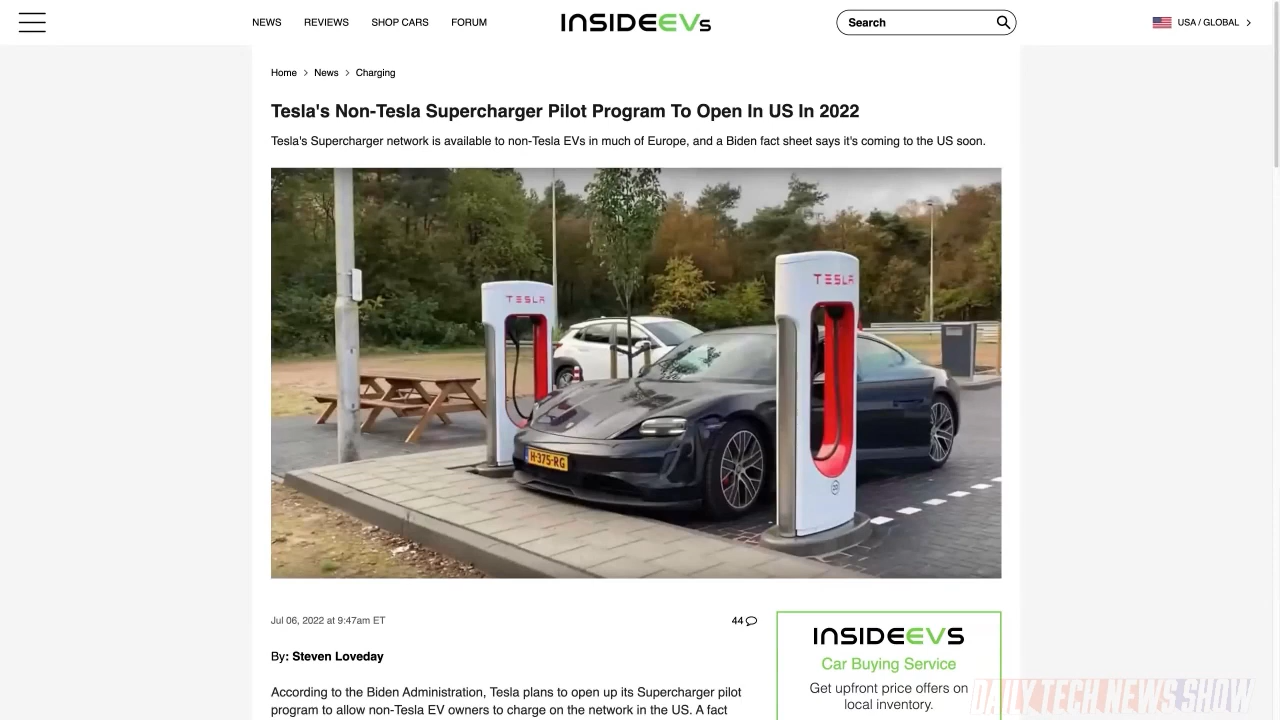 NEWS
REVIEWS
SHOP CARS
FORUM
INSIDEEVs
Search
USA / GLOBAL
Home > News > Charging
Tesla's Non-Tesla Supercharger Pilot Program To Open In US In 2022
Tesla's Supercharger network is available to non-Tesla EVs in much of Europe, and a Biden fact sheet says it's coming to the US soon.
TESLA
TESLA
H-375-RG
Jul 06, 2022 at 9:47am ET
44
By: Steven Loveday
According to the Biden Administration, Tesla plans to open up its Supercharger pilot
program to allow non-Tesla EV owners to charge on the network in the US. A fact
INSIDEEVS
Car Buying Service
Get upfront price offers on
local inventory.
DAILY TECH NEWS SHOW